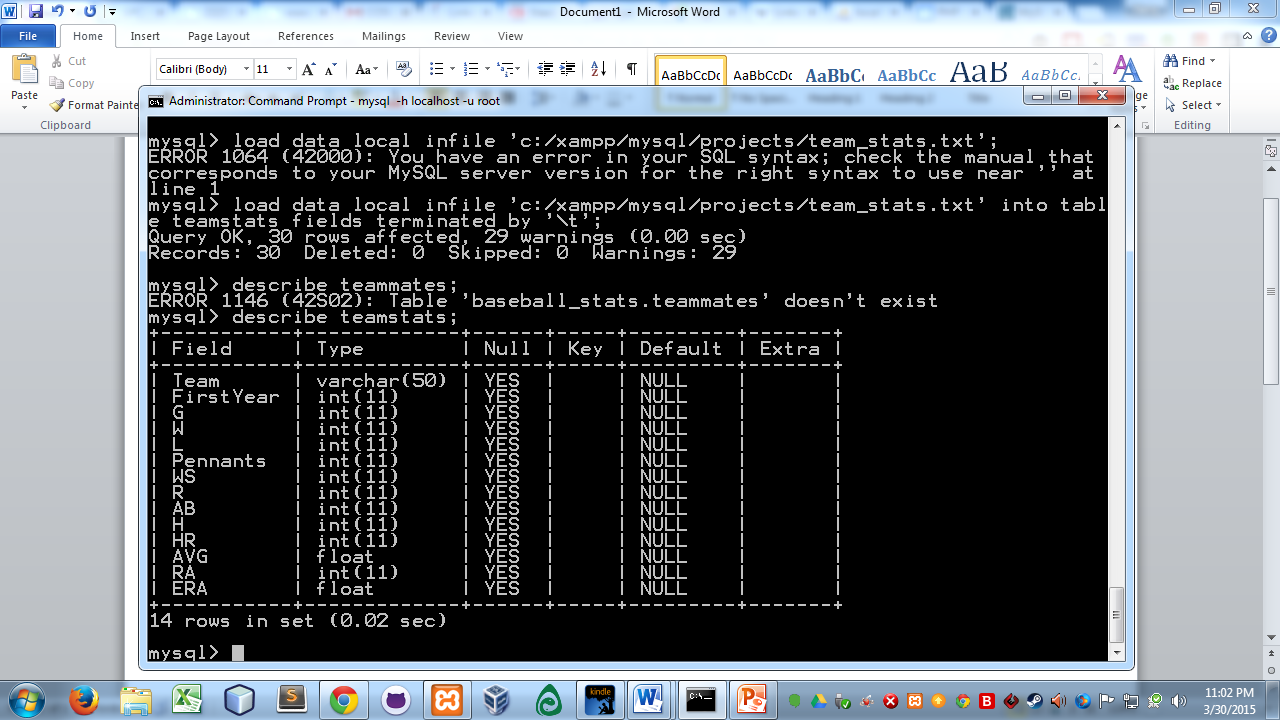 Document1 - Microsoft Word
File Home Insert Page Layout References Mailings Review View
Paste
Cut
Copy
Format Painte
Clipboard
Calibri (Body) 11
AaBbCcDc AaBbCcDc AaBbCc AaBbCc AaB AaBbCc
Find
Replace
Select
Editing
Administrator: Command Prompt - mysql -h localhost -u root
mysql> load data local infile 'c:/xampp/mysql/projects/team_stats.txt';
ERROR 1064 (42000): You have an error in your SQL syntax; check the manual that
corresponds to your MySQL server version for the right syntax to use near '' at
line 1
mysql> load data local infile 'c:/xampp/mysql/projects/team_stats.txt' into tabl
e teamstats fields terminated by '\t';
Query OK, 30 rows affected, 29 warnings (0.00 sec)
Records: 30 Deleted: 0 Skipped: 0 Warnings: 29
mysql> describe teammates;
ERROR 1146 (42S02): Table 'baseball_stats.teammates' doesn't exist
mysql> describe teamstats;
+-----------+-------------+------+-----+---------+-------+
| Field | Type | Null | Key | Default | Extra |
+-----------+-------------+------+-----+---------+-------+
| Team | varchar(50) | YES | | NULL | |
| FirstYear | int(11) | YES | | NULL | |
| G | int(11) | YES | | NULL | |
| W | int(11) | YES | | NULL | |
| L | int(11) | YES | | NULL | |
| Pennants | int(11) | YES | | NULL | |
| WS | int(11) | YES | | NULL | |
| R | int(11) | YES | | NULL | |
| AB | int(11) | YES | | NULL | |
| H | int(11) | YES | | NULL | |
| HR | int(11) | YES | | NULL | |
| AVG | float | YES | | NULL | |
| RA | int(11) | YES | | NULL | |
| ERA | float | YES | | NULL | |
+-----------+-------------+------+-----+---------+-------+
14 rows in set (0.02 sec)
mysql>
kindle
11:02 PM
3/30/2015